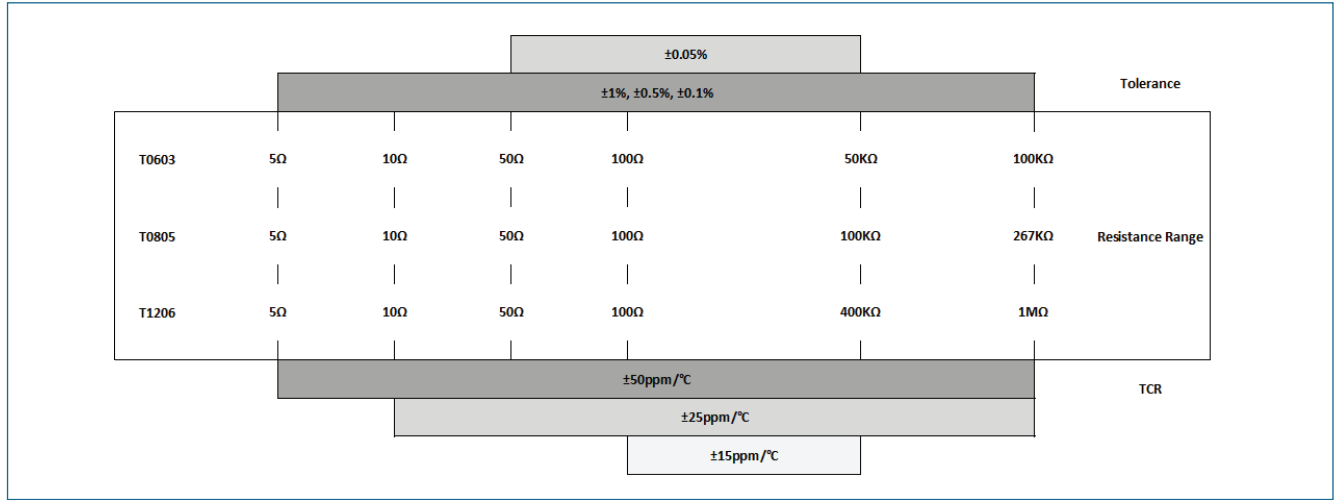 ±0.05%
±1%, ±0.5%, ±0.1%
Tolerance
T0603 5Ω 10Ω 50Ω 100Ω 50KΩ 100KΩ
T0805 5Ω 10Ω 50Ω 100Ω 100KΩ 267KΩ Resistance Range
T1206 5Ω 10Ω 50Ω 100Ω 400KΩ 1MΩ
±50ppm/℃
TCR
±25ppm/℃
±15ppm/℃